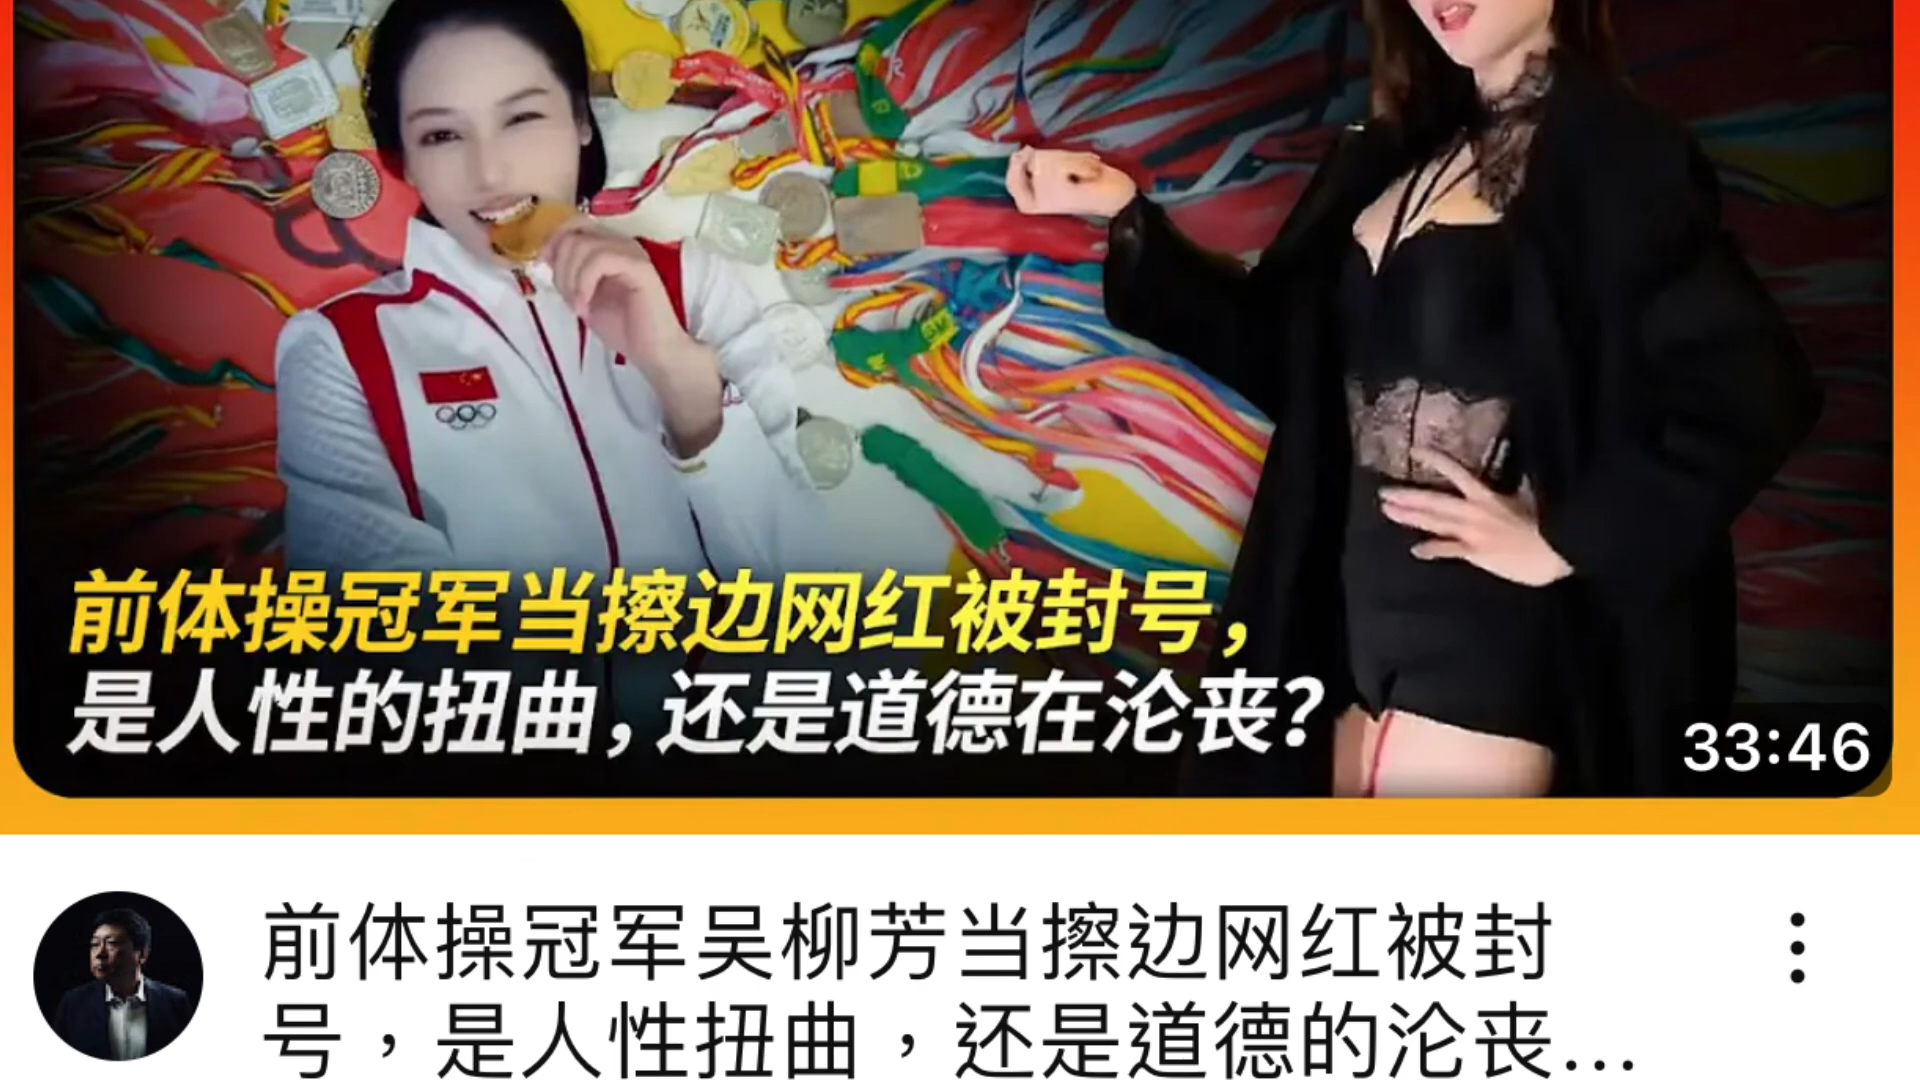 前体操冠军当擦边网红被封号，
是人性的扭曲，还是道德在沦丧？
33:46
前体操冠军吴柳芳当擦边网红被封
号，是人性扭曲，还是道德的沦丧...